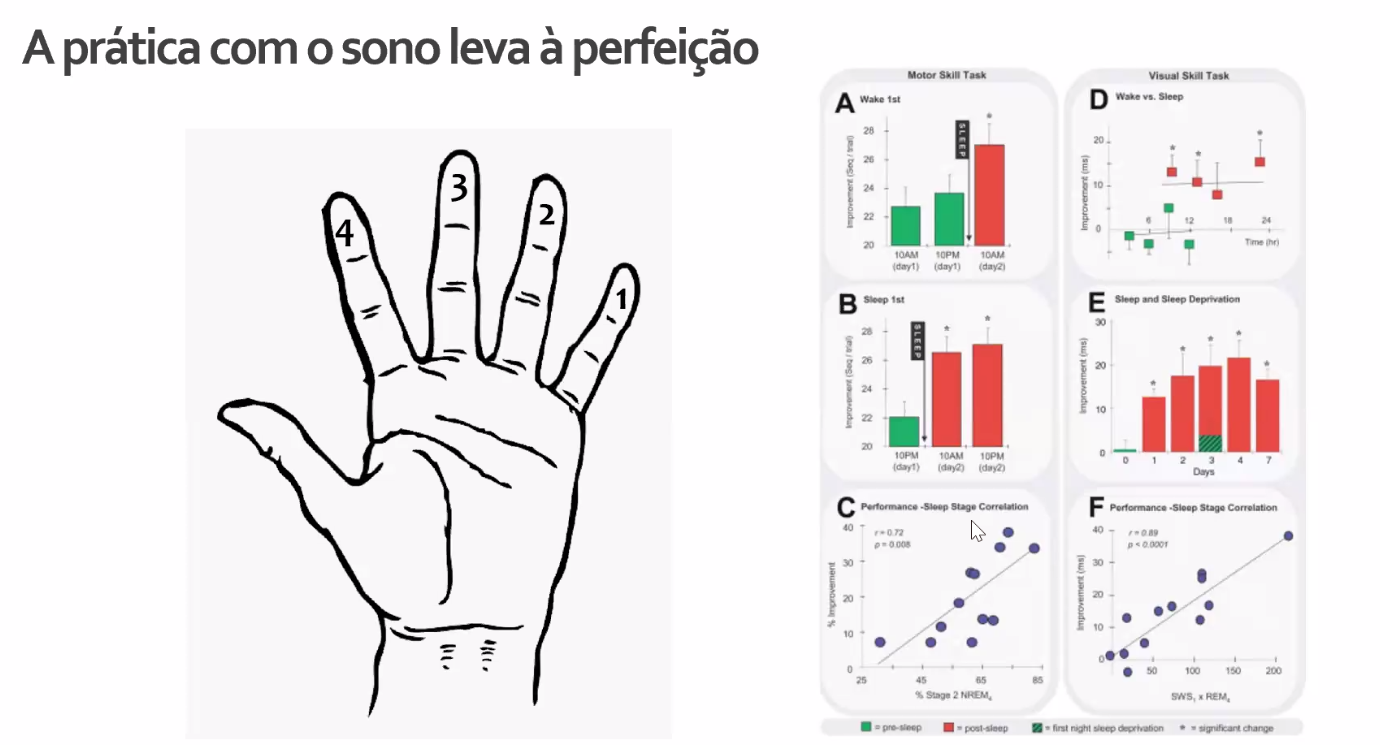 A prática com o sono leva à perfeição
4
3
2
1
Motor Skill Task
A Wake 1st
Improvement (Seq / trial)
28
26
24
22
20
SLEEP
*
10AM (day1)
10PM (day1)
10AM (day2)
B Sleep 1st
Improvement (Seq / trial)
28
26
24
22
20
SLEEP
*
*
10PM (day1)
10AM (day2)
10PM (day2)
C Performance -Sleep Stage Correlation
r = 0.72
p = 0.008
% Improvement
40
30
20
10
0
25 45 65 85
% Stage 2 NREM4
Visual Skill Task
D Wake vs. Sleep
Improvement (ms)
20
10
0
* * *
6 12 18 24
Time (hr)
E Sleep and Sleep Deprivation
Improvement (ms)
30
20
10
0
* * * * *
0 1 2 3 4 7
Days
F Performance -Sleep Stage Correlation
r = 0.89
p < 0.0001
Improvement (ms)
40
30
20
10
0
50 100 150 200
SWS1 x REM4
= pre-sleep = post-sleep = first night sleep deprivation * = significant change